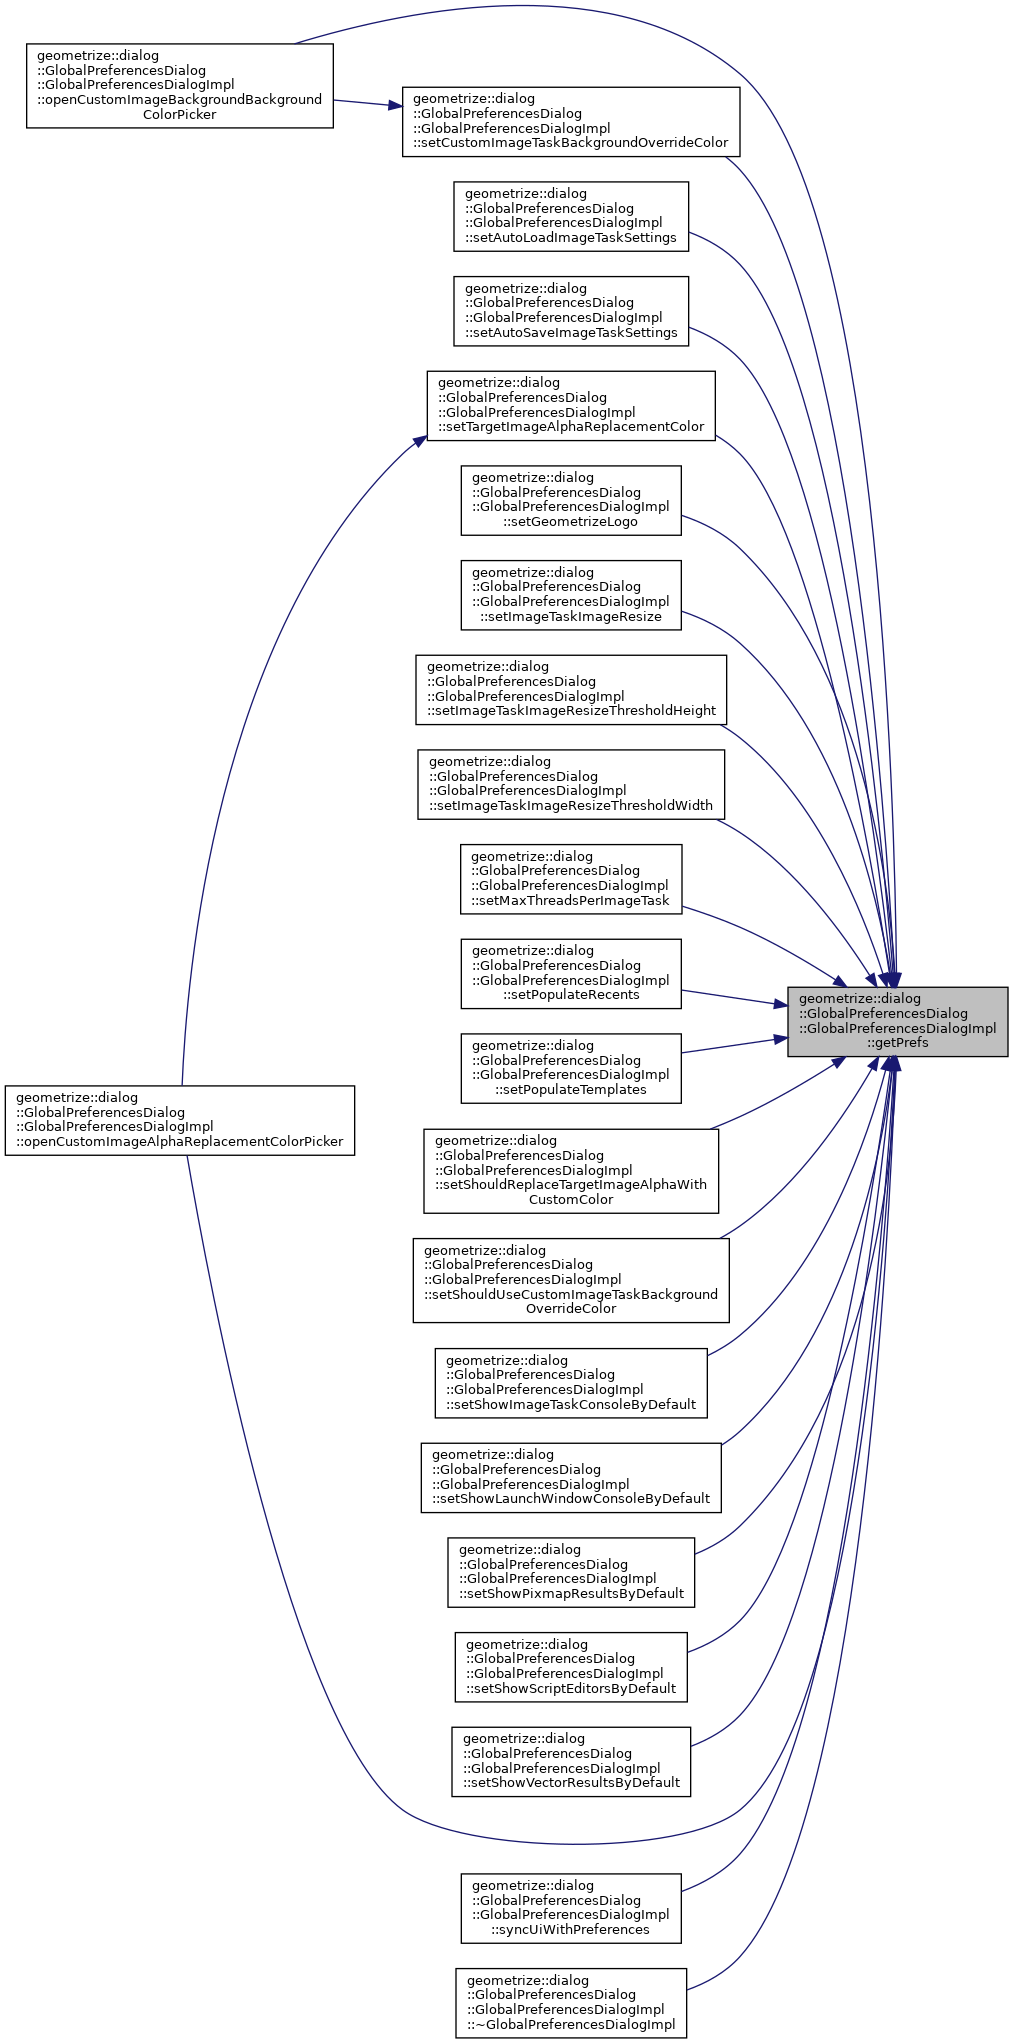 geometrize::dialog
::GlobalPreferencesDialog
::GlobalPreferencesDialogImpl
::openCustomImageBackgroundBackground
ColorPicker
geometrize::dialog
::GlobalPreferencesDialog
::GlobalPreferencesDialogImpl
::setCustomImageTaskBackgroundOverrideColor
geometrize::dialog
::GlobalPreferencesDialog
::GlobalPreferencesDialogImpl
::setAutoLoadImageTaskSettings
geometrize::dialog
::GlobalPreferencesDialog
::GlobalPreferencesDialogImpl
::setAutoSaveImageTaskSettings
geometrize::dialog
::GlobalPreferencesDialog
::GlobalPreferencesDialogImpl
::setTargetImageAlphaReplacementColor
geometrize::dialog
::GlobalPreferencesDialog
::GlobalPreferencesDialogImpl
::setGeometrizeLogo
geometrize::dialog
::GlobalPreferencesDialog
::GlobalPreferencesDialogImpl
::setImageTaskImageResize
geometrize::dialog
::GlobalPreferencesDialog
::GlobalPreferencesDialogImpl
::setImageTaskImageResizeThresholdHeight
geometrize::dialog
::GlobalPreferencesDialog
::GlobalPreferencesDialogImpl
::setImageTaskImageResizeThresholdWidth
geometrize::dialog
::GlobalPreferencesDialog
::GlobalPreferencesDialogImpl
::setMaxThreadsPerImageTask
geometrize::dialog
::GlobalPreferencesDialog
::GlobalPreferencesDialogImpl
::setPopulateRecents
geometrize::dialog
::GlobalPreferencesDialog
::GlobalPreferencesDialogImpl
::getPrefs
geometrize::dialog
::GlobalPreferencesDialog
::GlobalPreferencesDialogImpl
::setPopulateTemplates
geometrize::dialog
::GlobalPreferencesDialog
::GlobalPreferencesDialogImpl
::openCustomImageAlphaReplacementColorPicker
geometrize::dialog
::GlobalPreferencesDialog
::GlobalPreferencesDialogImpl
::setShouldReplaceTargetImageAlphaWith
CustomColor
geometrize::dialog
::GlobalPreferencesDialog
::GlobalPreferencesDialogImpl
::setShouldUseCustomImageTaskBackground
OverrideColor
geometrize::dialog
::GlobalPreferencesDialog
::GlobalPreferencesDialogImpl
::setShowImageTaskConsoleByDefault
geometrize::dialog
::GlobalPreferencesDialog
::GlobalPreferencesDialogImpl
::setShowLaunchWindowConsoleByDefault
geometrize::dialog
::GlobalPreferencesDialog
::GlobalPreferencesDialogImpl
::setShowPixmapResultsByDefault
geometrize::dialog
::GlobalPreferencesDialog
::GlobalPreferencesDialogImpl
::setShowScriptEditorsByDefault
geometrize::dialog
::GlobalPreferencesDialog
::GlobalPreferencesDialogImpl
::setShowVectorResultsByDefault
geometrize::dialog
::GlobalPreferencesDialog
::GlobalPreferencesDialogImpl
::syncUiWithPreferences
geometrize::dialog
::GlobalPreferencesDialog
::GlobalPreferencesDialogImpl
::~GlobalPreferencesDialogImpl